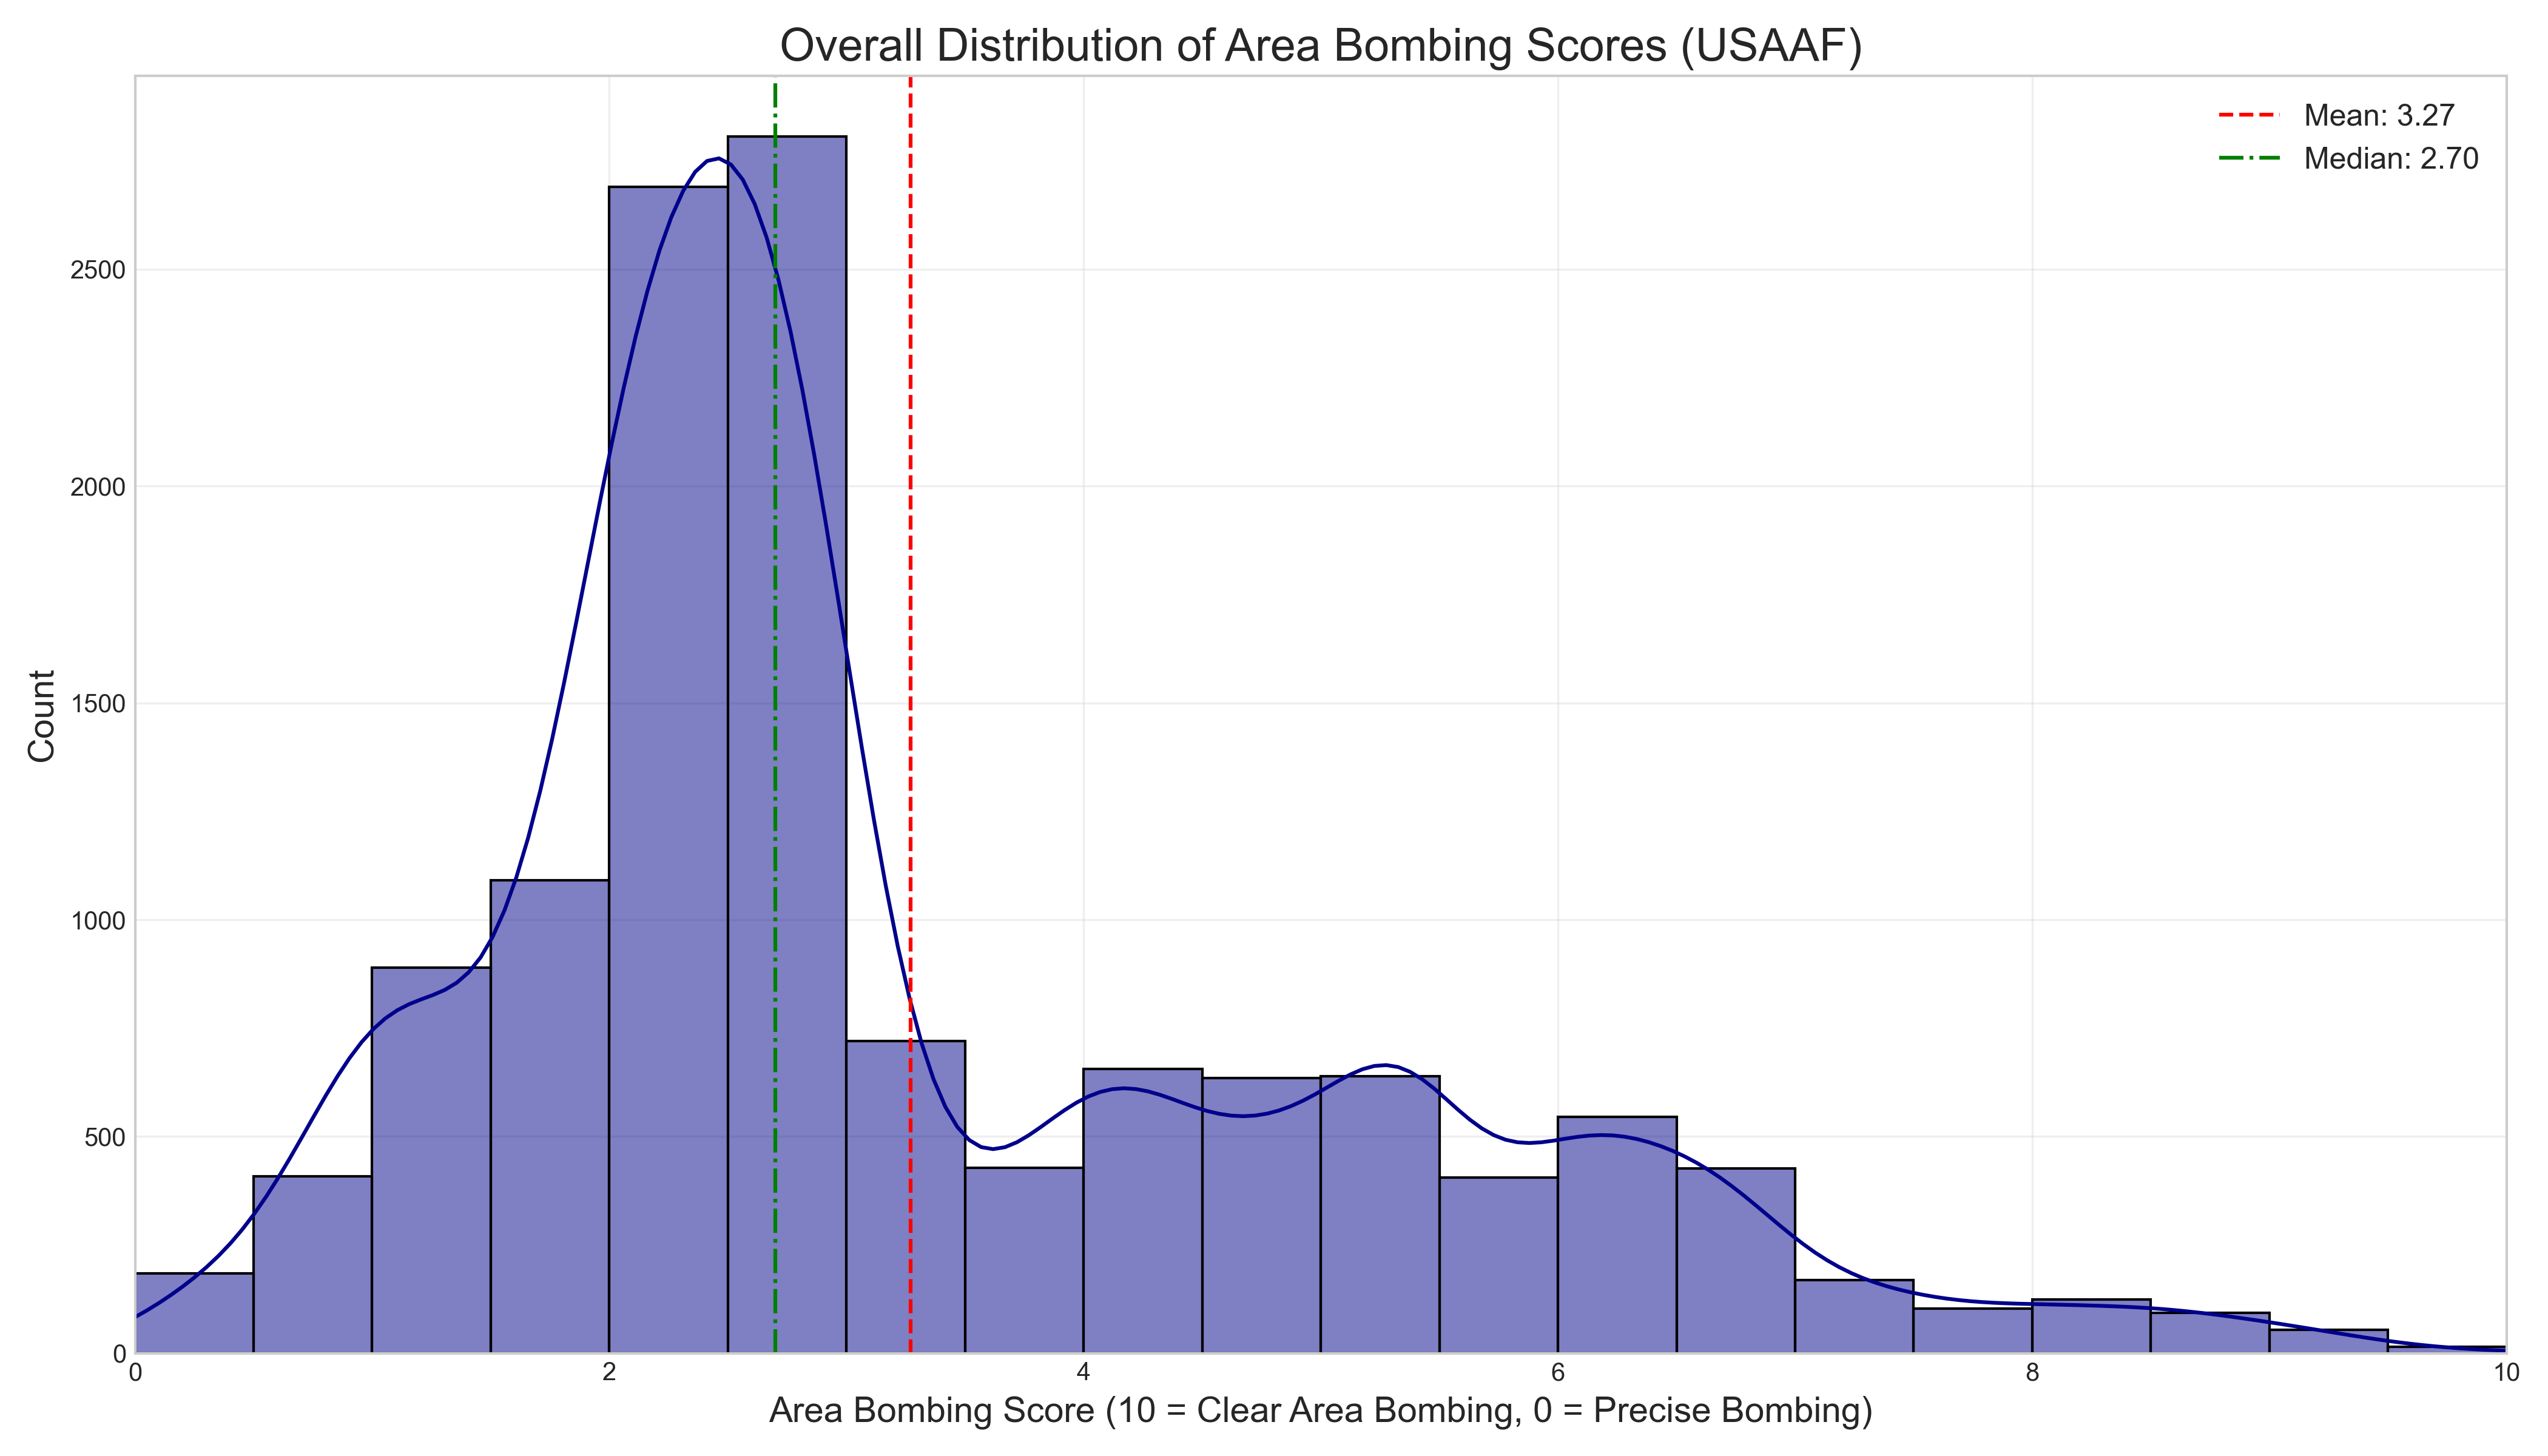 Overall Distribution of Area Bombing Scores (USAAF)
Mean: 3.27
Median: 2.70
Count
2500
2000
1500
1000
500
0
0 2 4 6 8 10
Area Bombing Score (10 = Clear Area Bombing, 0 = Precise Bombing)